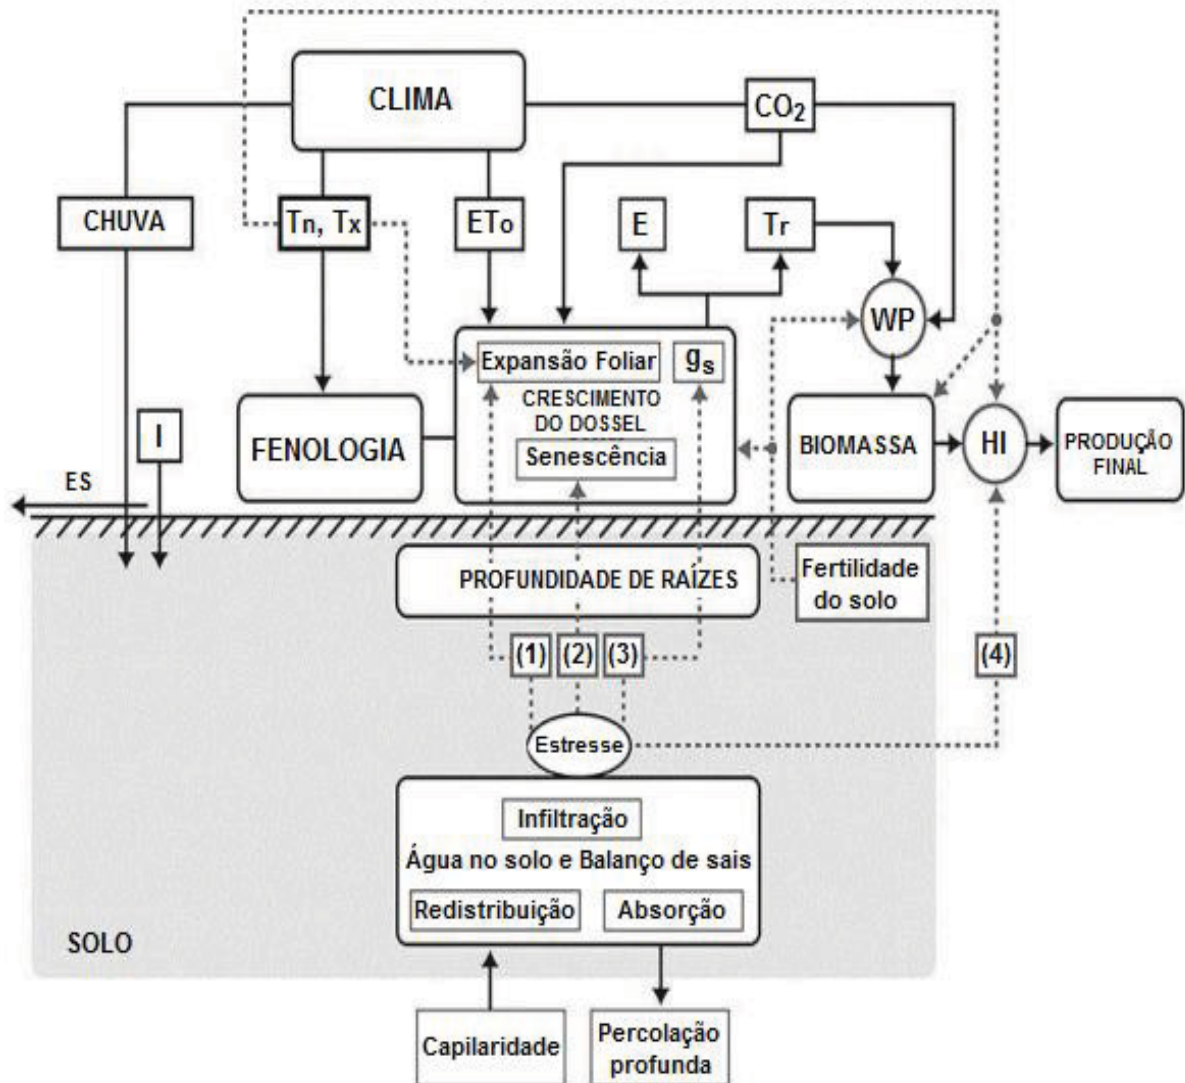 CLIMA
CO₂
CHUVA
Tn, Tx
ETo
E
Tr
WP
Expansão Foliar
gs
CRESCIMENTO
DO DOSSEL
Senescência
FENOLOGIA
I
ES
BIOMASSA
HI
PRODUÇÃO
FINAL
PROFUNDIDADE DE RAÍZES
Fertilidade
do solo
(1)
(2)
(3)
(4)
Estresse
Infiltração
Água no solo e Balanço de sais
Redistribuição
Absorção
SOLO
Capilaridade
Percolação
profunda